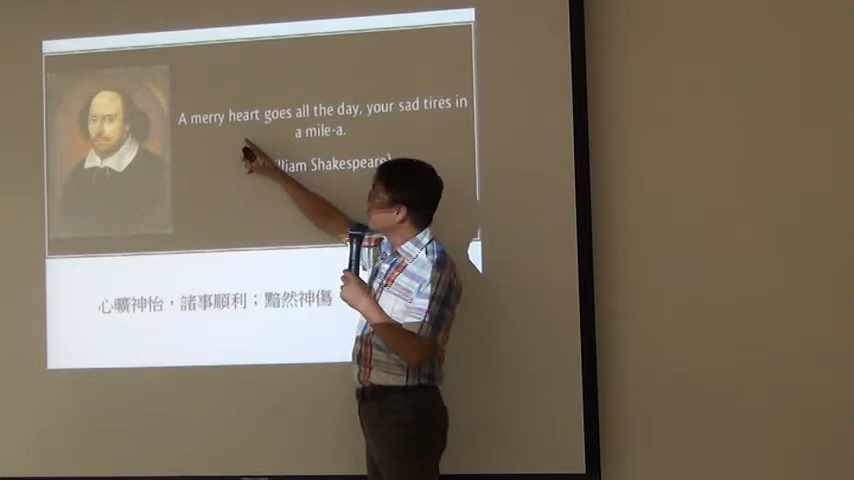 A merry heart goes all the day, your sad tires in
a mile-a.
Shakespeare)
心曠神怡，諸事順利；黯然神傷